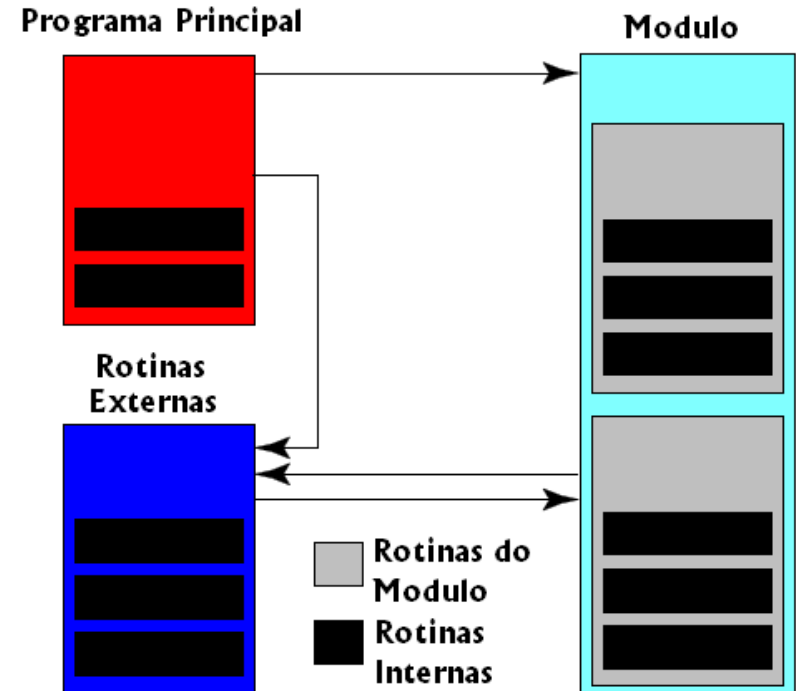 Programa Principal
Modulo
Rotinas
Externas
Rotinas do
Modulo
Rotinas
Internas